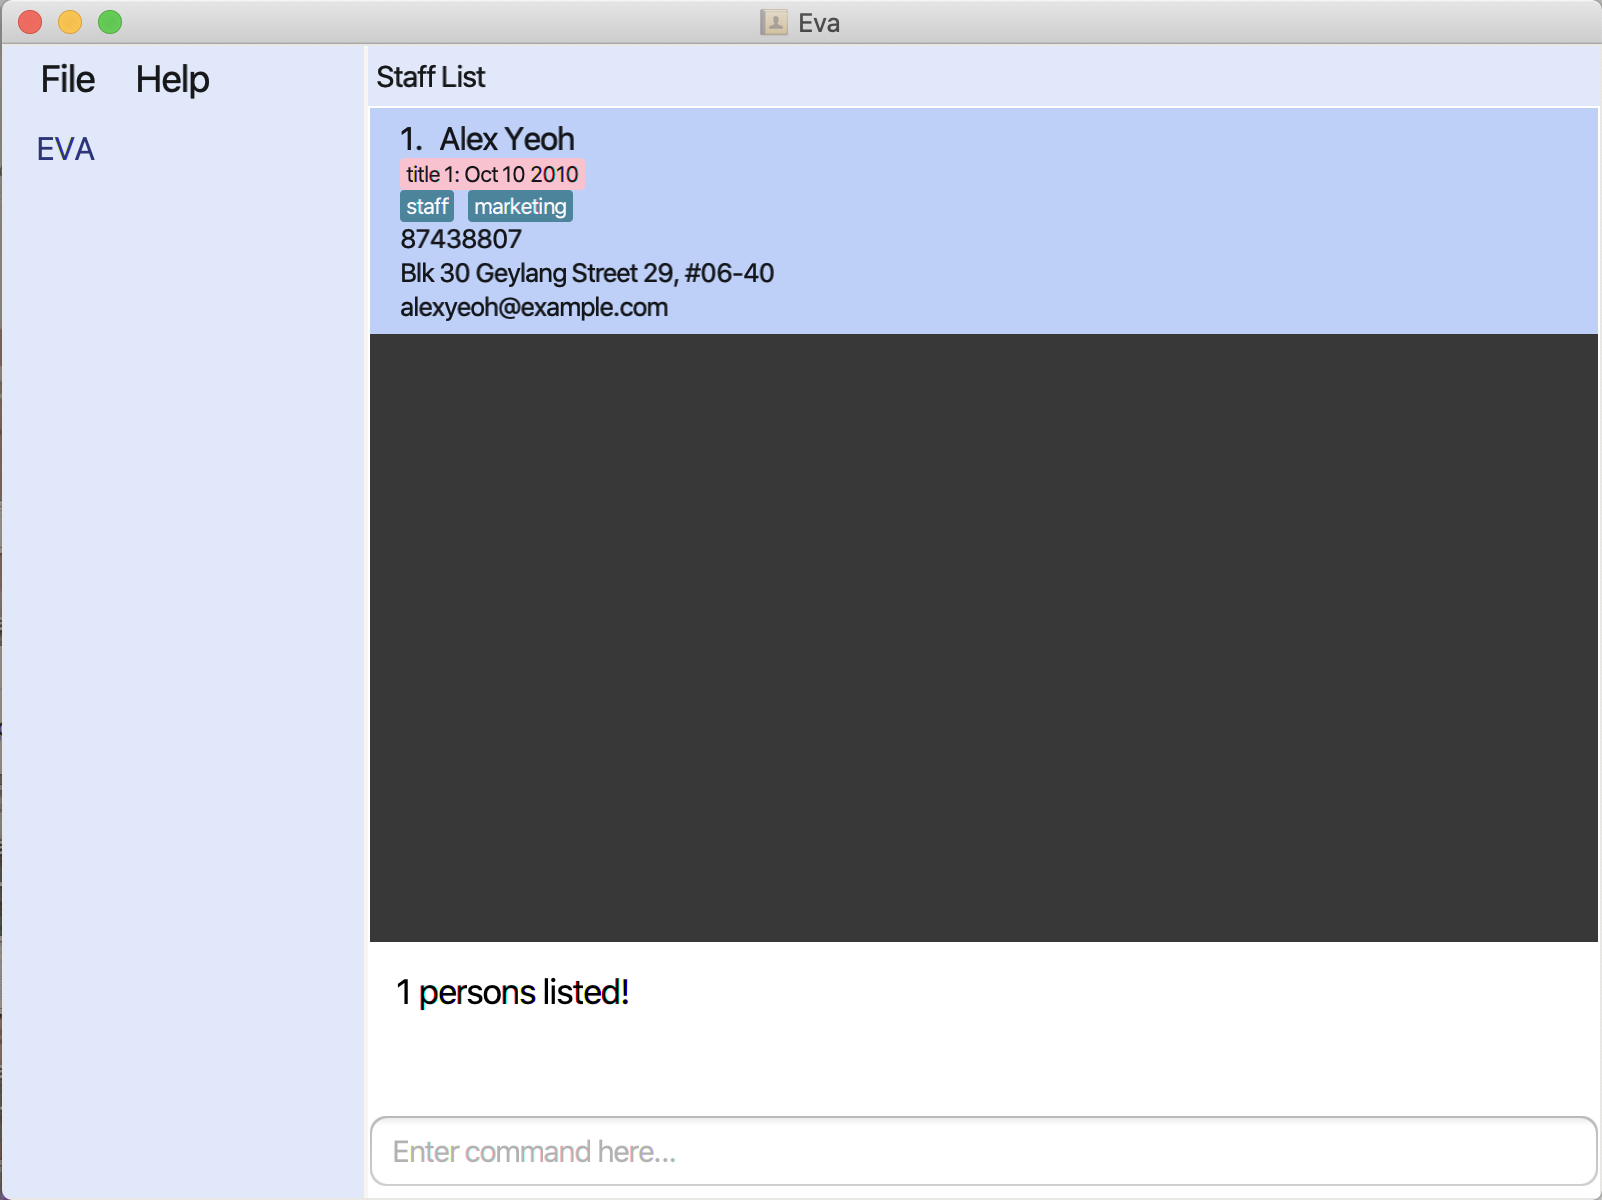 Eva
File Help
EVA
Staff List
1. Alex Yeoh
title 1: Oct 10 2010
staff marketing
87438807
Blk 30 Geylang Street 29, #06-40
alexyeoh@example.com
1 persons listed!
Enter command here...